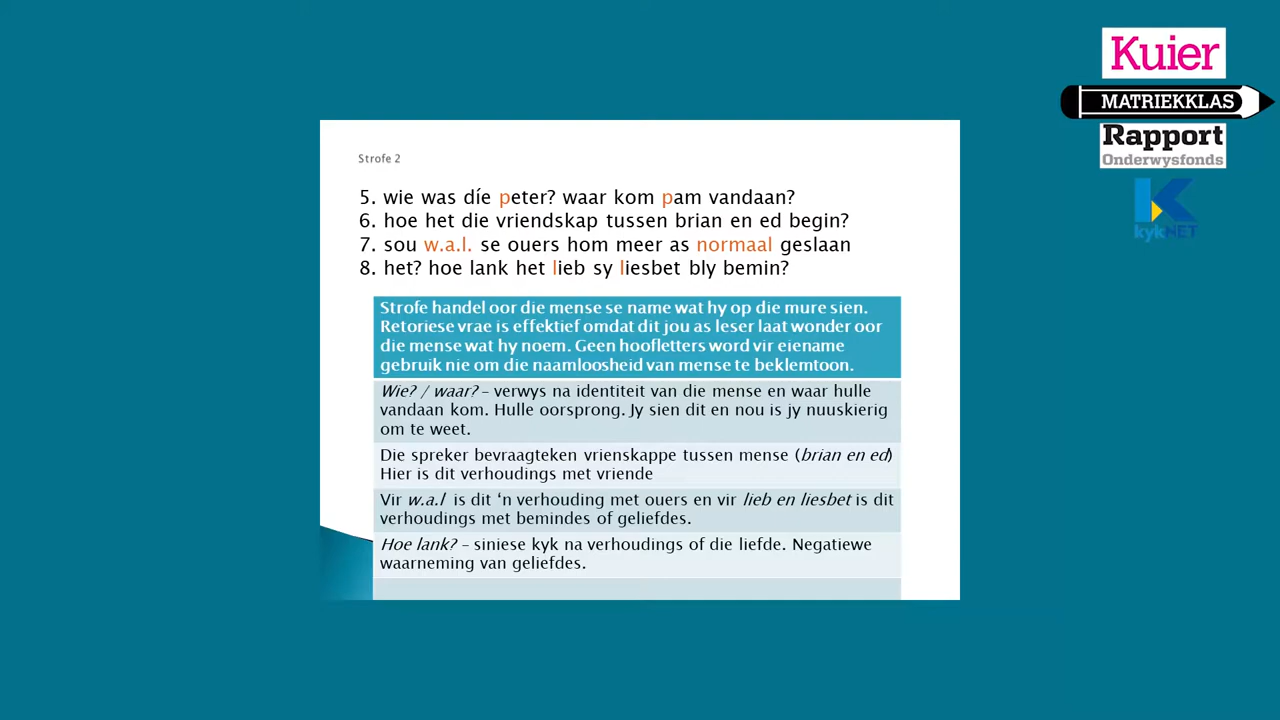 Kuier
MATRIEKKLAS
Rapport
Onderwysfonds
kykNET
Strofe 2
5. wie was díe peter? waar kom pam vandaan?
6. hoe het die vriendskap tussen brian en ed begin?
7. sou w.a.l. se ouers hom meer as normaal geslaan
8. het? hoe lank het lieb sy liesbet bly bemin?
Strofe handel oor die mense se name wat hy op die mure sien.
Retoriese vrae is effektief omdat dit jou as leser laat wonder oor
die mense wat hy noem. Geen hoofletters word vir eiename
gebruik nie om die naamloosheid van mense te beklemtoon.
Wie? / waar? – verwys na identiteit van die mense en waar hulle
vandaan kom. Hulle oorsprong. Jy sien dit en nou is jy nuuskierig
om te weet.
Die spreker bevraagteken vrienskappe tussen mense (brian en ed)
Hier is dit verhoudings met vriende
Vir w.a.l is dit ‘n verhouding met ouers en vir lieb en liesbet is dit
verhoudings met bemindes of geliefdes.
Hoe lank? – siniese kyk na verhoudings of die liefde. Negatiewe
waarneming van geliefdes.